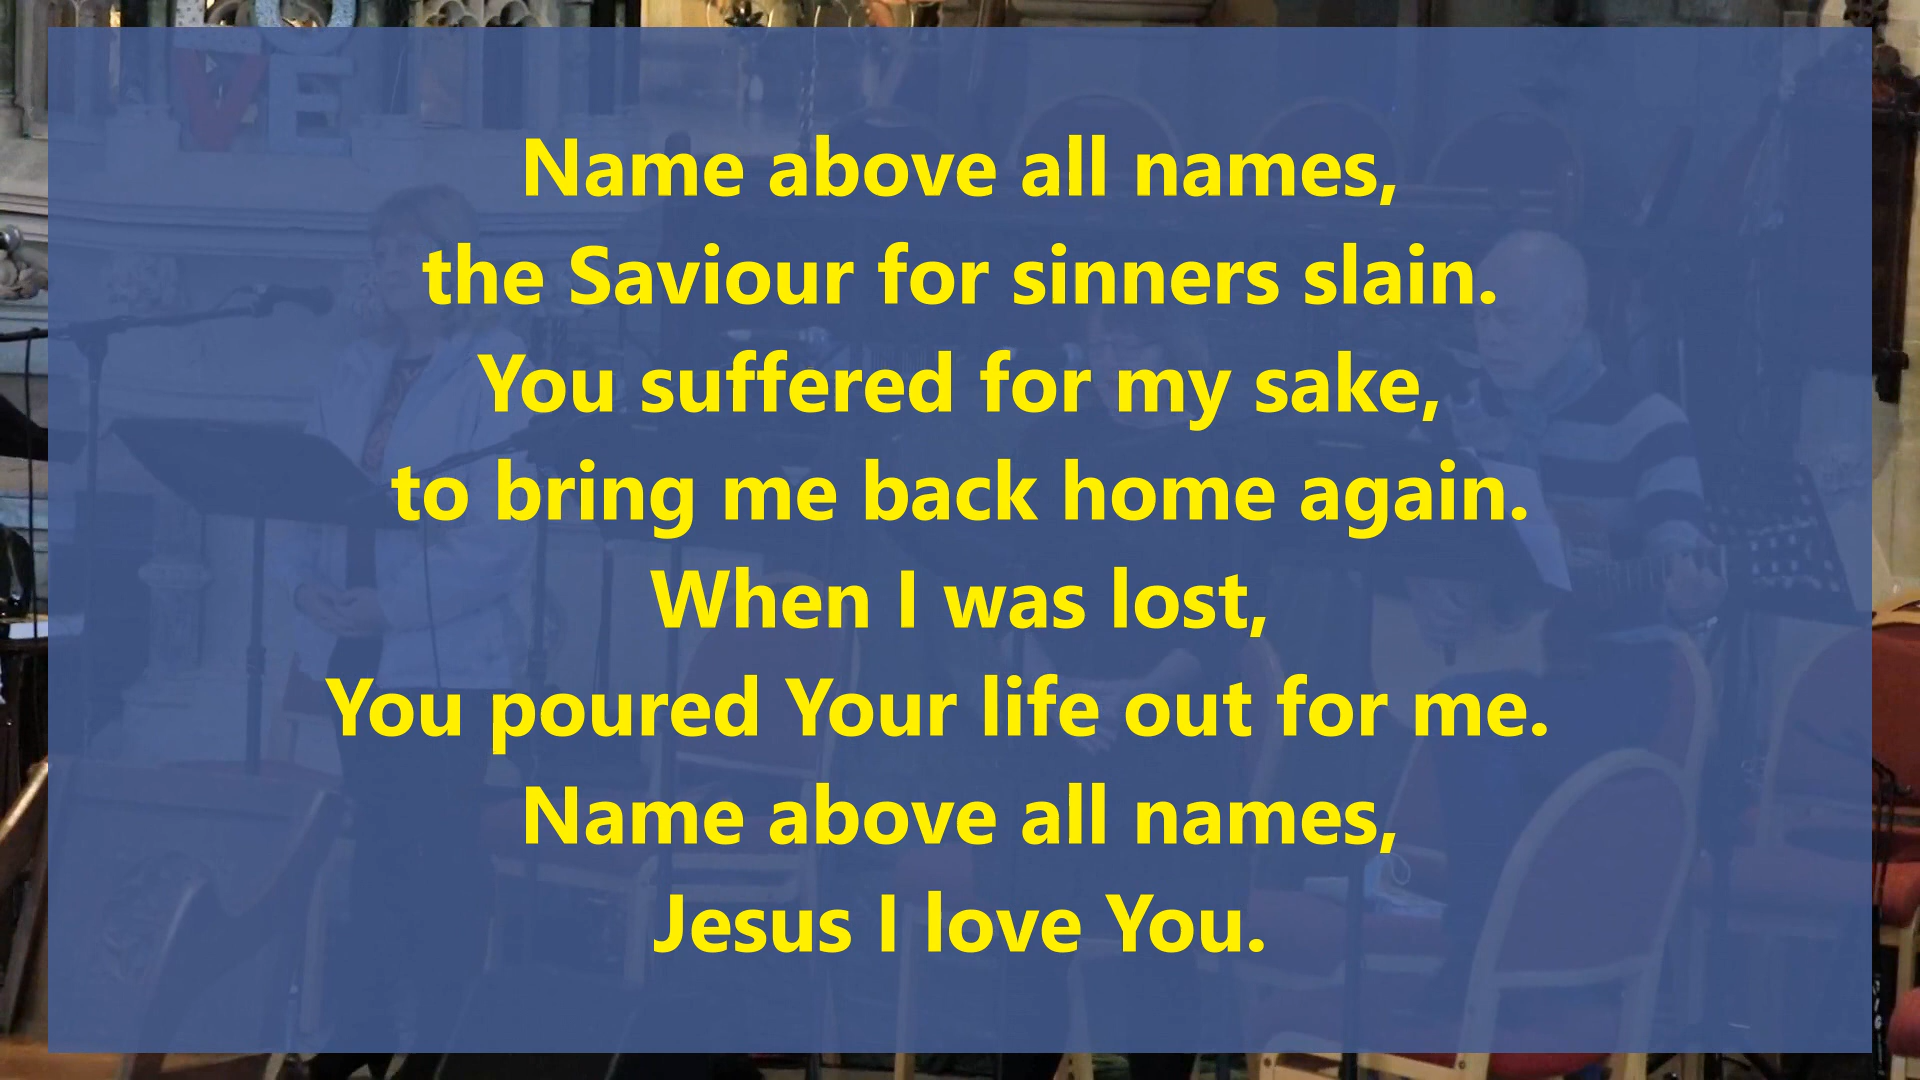 LOVE
Name above all names,
the Saviour for sinners slain.
You suffered for my sake,
to bring me back home again.
When I was lost,
You poured Your life out for me.
Name above all names,
Jesus I love You.